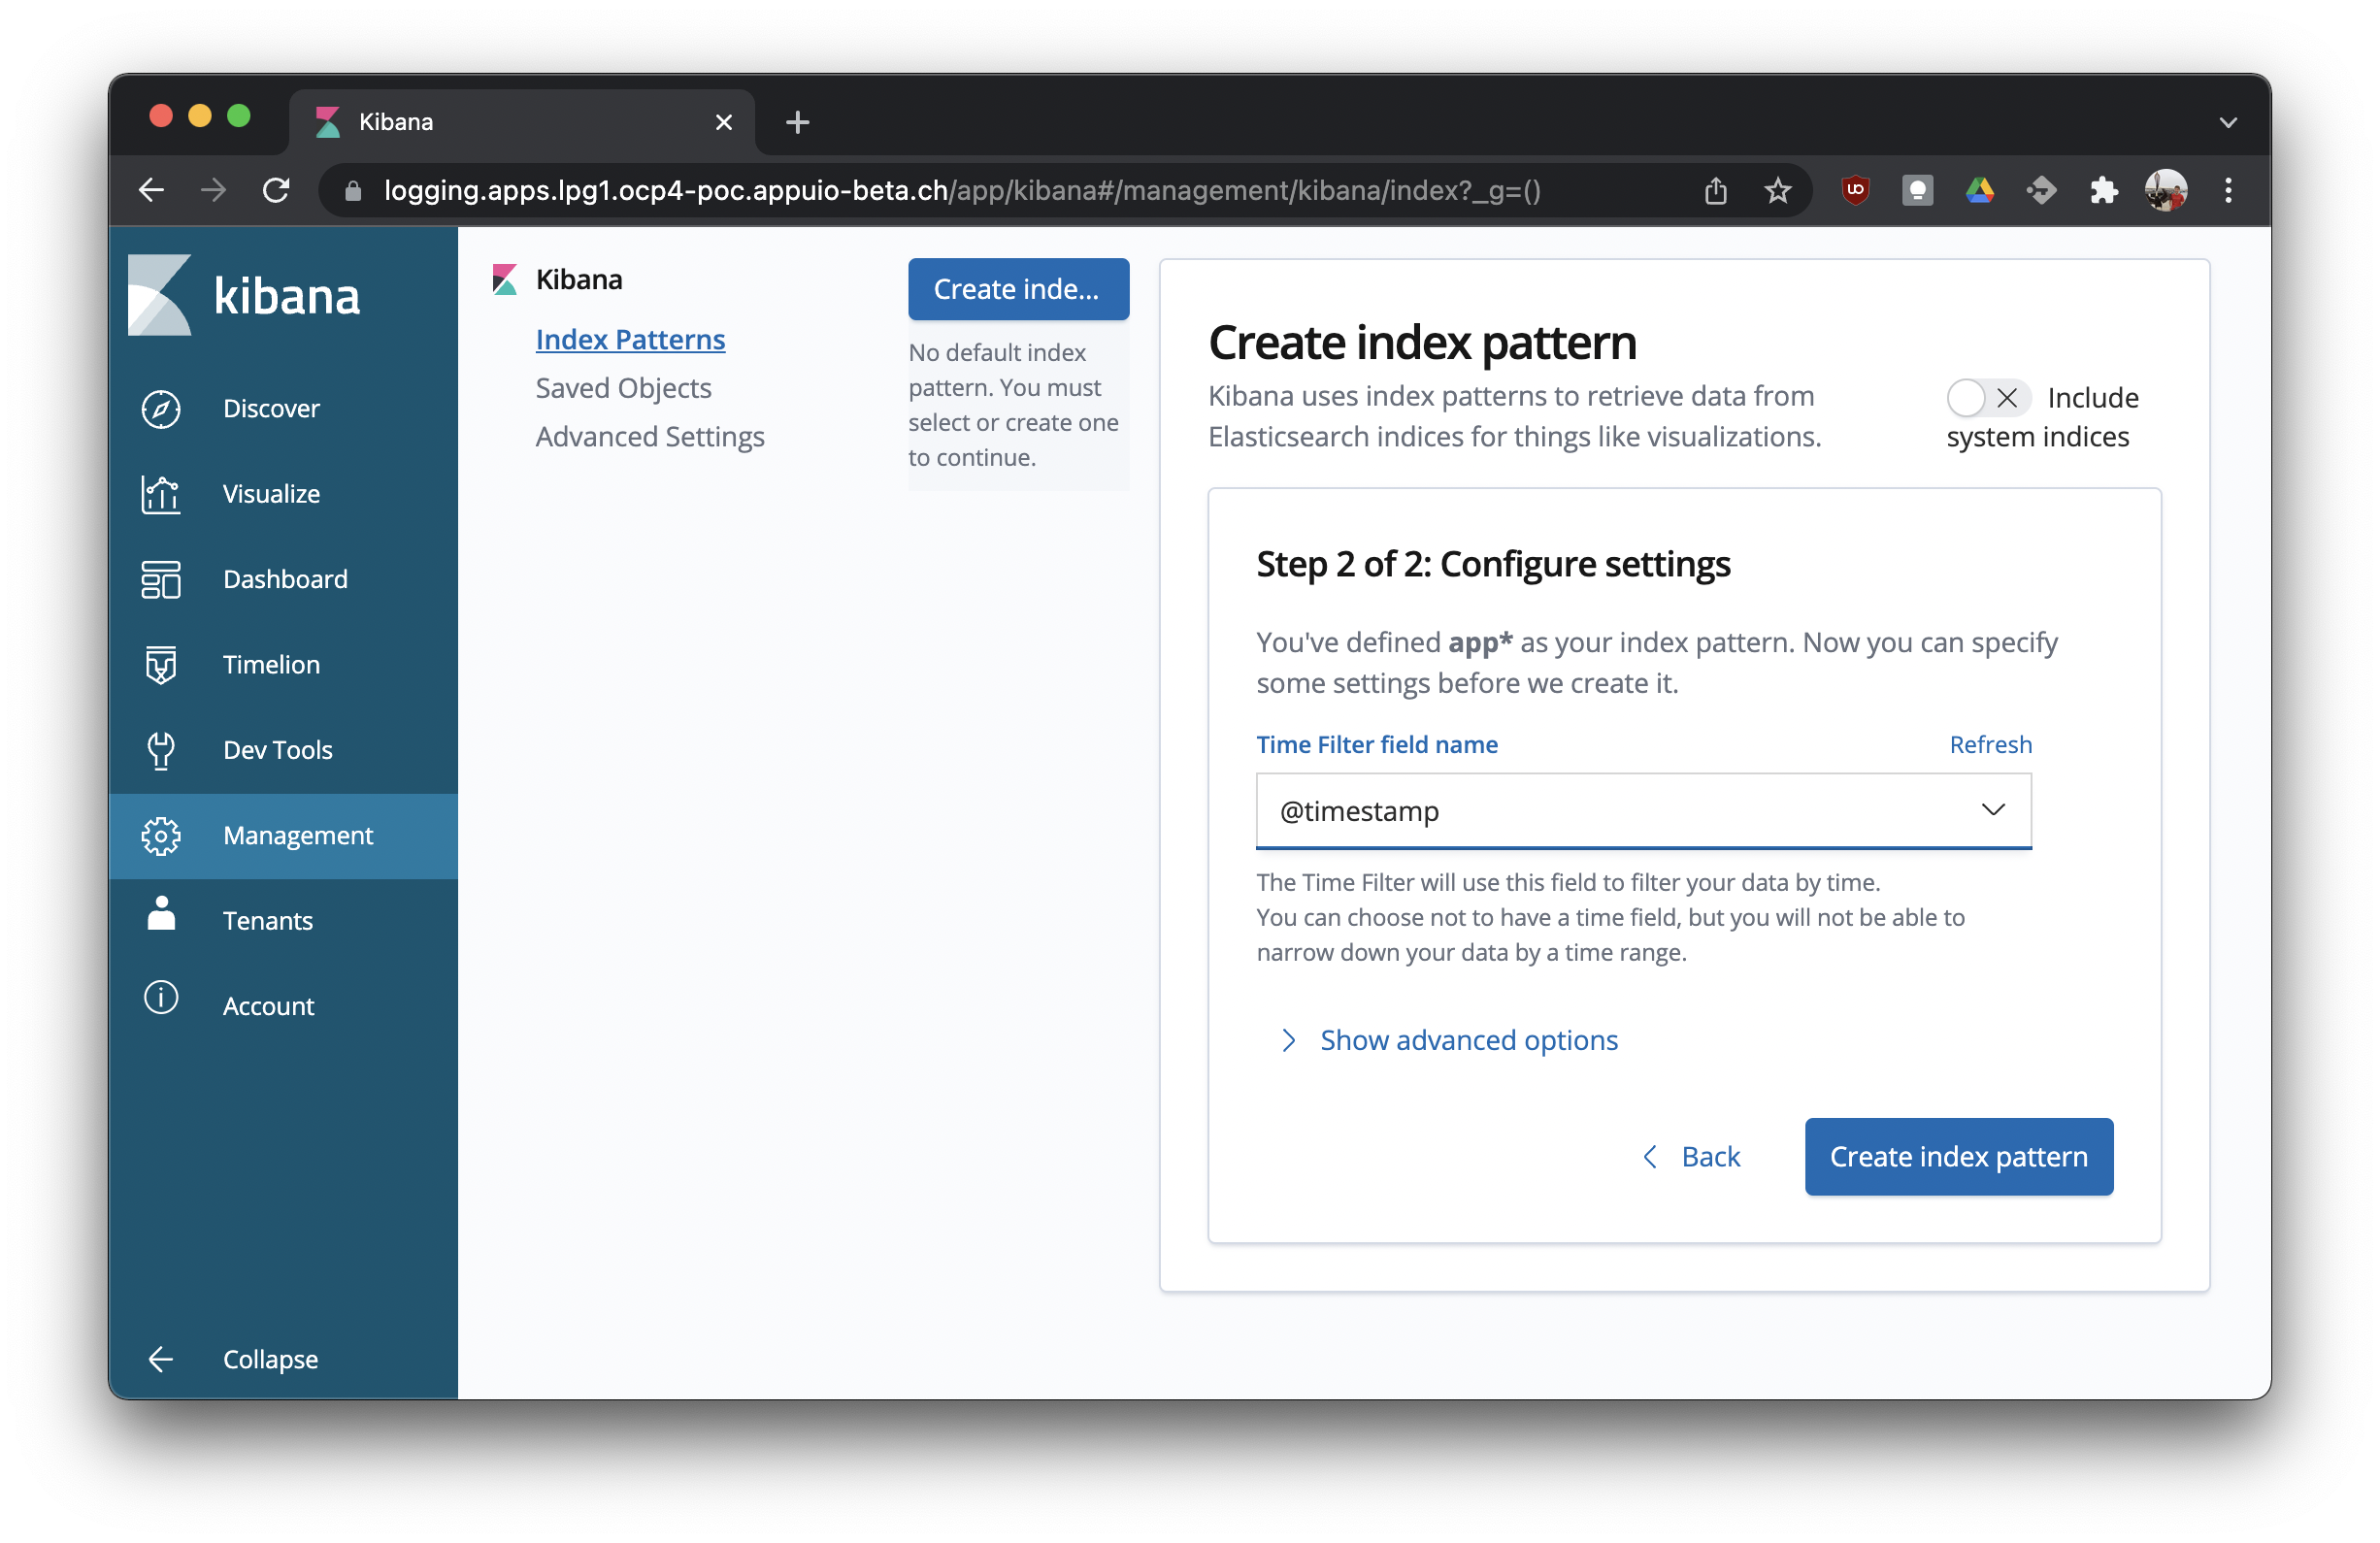 Kibana
logging.apps.lpg1.ocp4-poc.appuio-beta.ch/app/kibana#/management/kibana/index?_g=()
kibana
Discover
Visualize
Dashboard
Timelion
Dev Tools
Management
Tenants
Account
Collapse
Kibana
Index Patterns
Saved Objects
Advanced Settings
Create inde...
No default index
pattern. You must
select or create one
to continue.
Create index pattern
Kibana uses index patterns to retrieve data from
Elasticsearch indices for things like visualizations.
Include
system indices
Step 2 of 2: Configure settings
You've defined app* as your index pattern. Now you can specify
some settings before we create it.
Time Filter field name
Refresh
@timestamp
The Time Filter will use this field to filter your data by time.
You can choose not to have a time field, but you will not be able to
narrow down your data by a time range.
Show advanced options
Back
Create index pattern